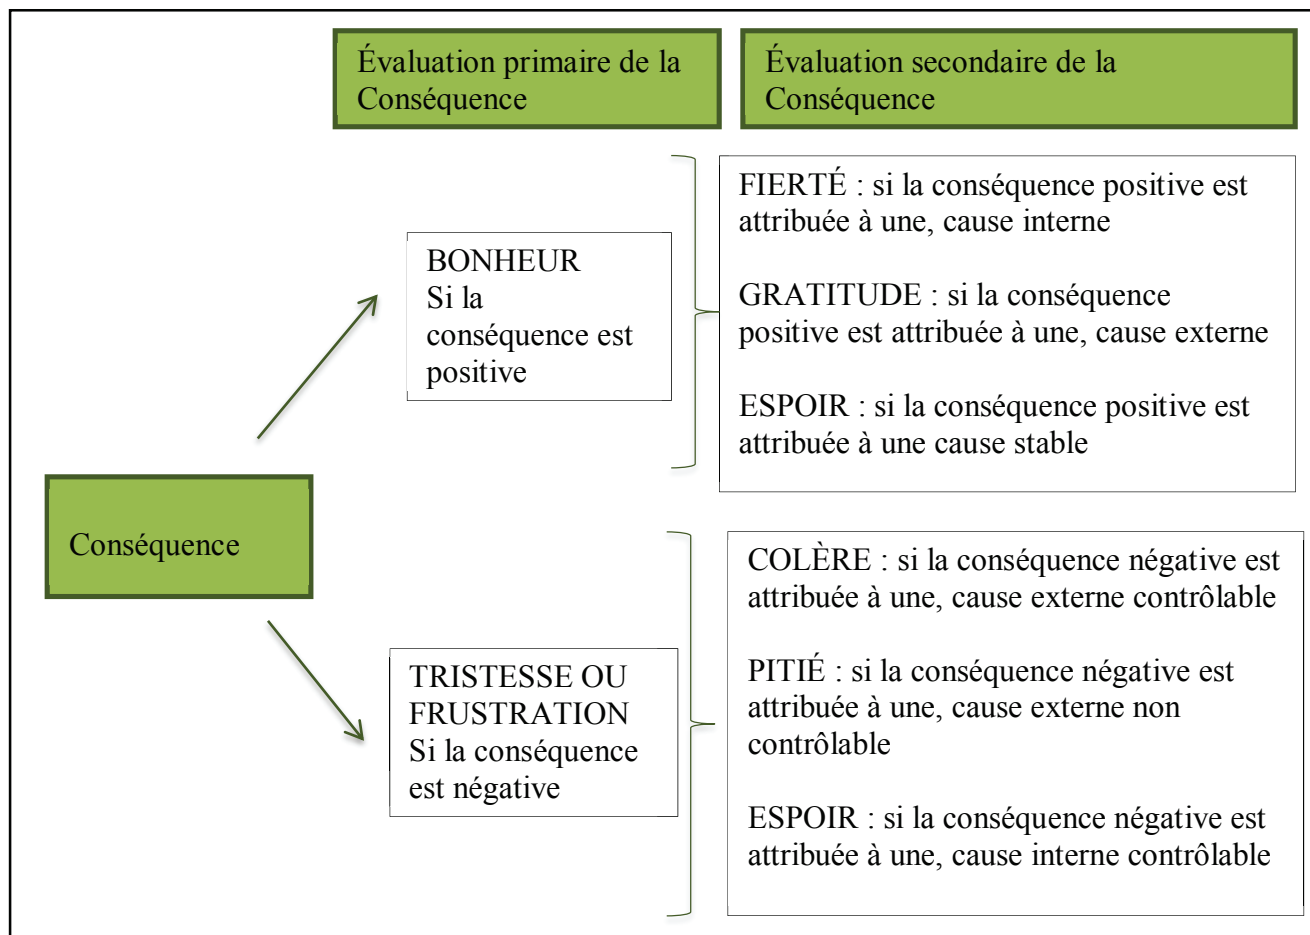 Évaluation primaire de la
Conséquence
Évaluation secondaire de la
Conséquence
FIERTÉ : si la conséquence positive est
attribuée à une, cause interne
GRATITUDE : si la conséquence
positive est attribuée à une, cause externe
ESPOIR : si la conséquence positive est
attribuée à une cause stable
BONHEUR
Si la
conséquence est
positive
Conséquence
COLÈRE : si la conséquence négative est
attribuée à une, cause externe contrôlable
PITIÉ : si la conséquence négative est
attribuée à une, cause externe non
contrôlable
ESPOIR : si la conséquence négative est
attribuée à une, cause interne contrôlable
TRISTESSE OU
FRUSTRATION
Si la conséquence
est négative